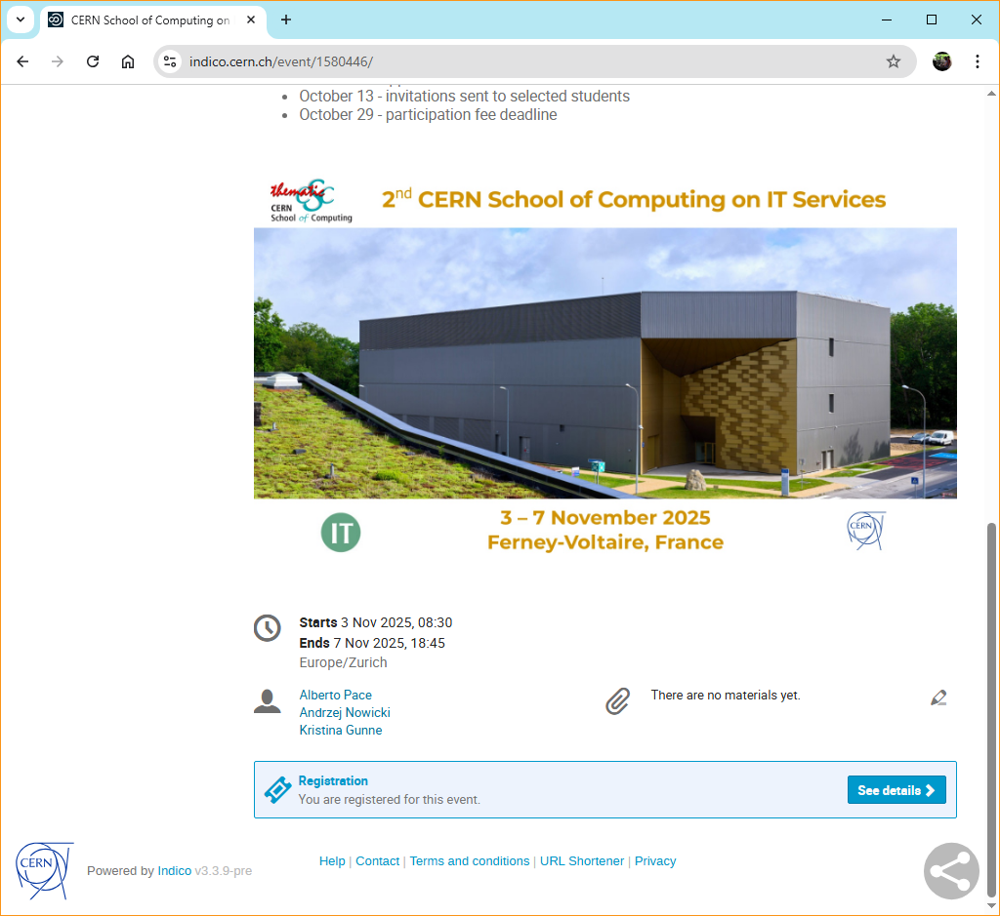 CERN School of Computing on
indico.cern.ch/event/1580446/
October 13 - invitations sent to selected students
October 29 - participation fee deadline
thematic CSC
CERN
School of Computing
2nd CERN School of Computing on IT Services
IT
3 – 7 November 2025
Ferney-Voltaire, France
CERN
Starts 3 Nov 2025, 08:30
Ends 7 Nov 2025, 18:45
Europe/Zurich
Alberto Pace
Andrzej Nowicki
Kristina Gunne
There are no materials yet.
Registration
You are registered for this event.
See details
CERN
Powered by Indico v3.3.9-pre
Help | Contact | Terms and conditions | URL Shortener | Privacy